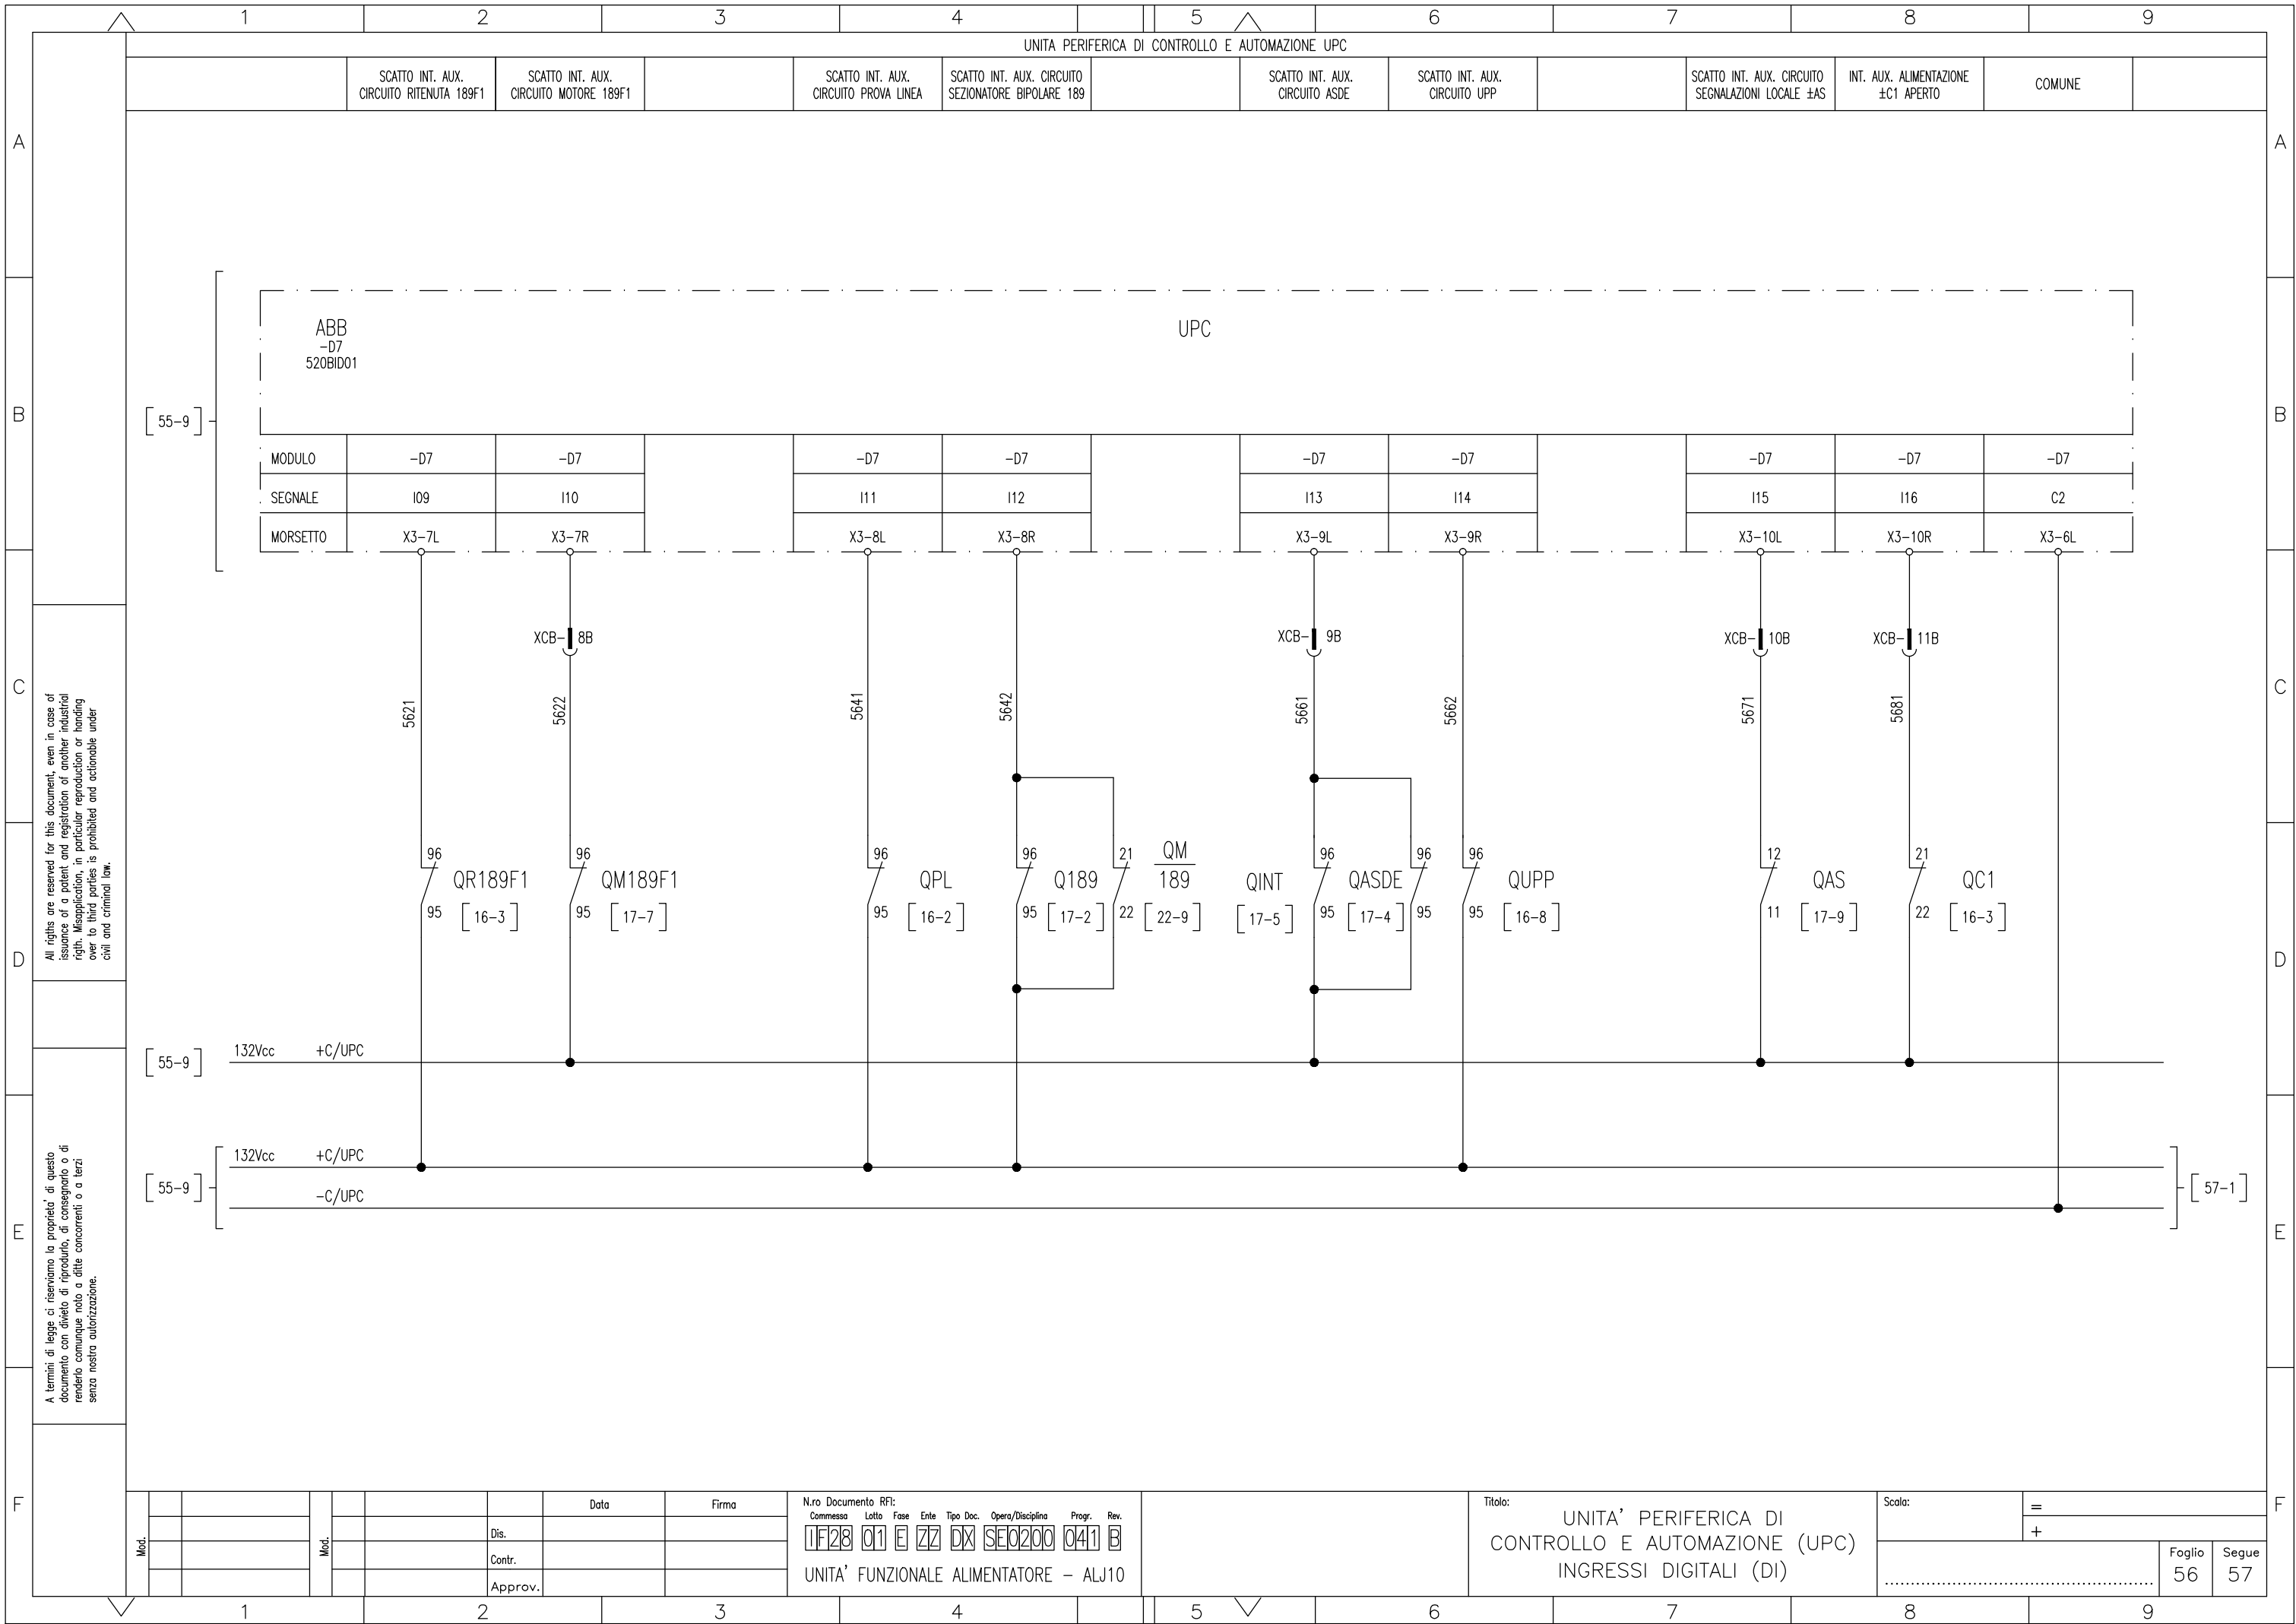 1 2 3 4 5 6 7 8 9
UNITA PERIFERICA DI CONTROLLO E AUTOMAZIONE UPC
SCATTO INT. AUX.
CIRCUITO RITENUTA 189F1
SCATTO INT. AUX.
CIRCUITO MOTORE 189F1
SCATTO INT. AUX.
CIRCUITO PROVA LINEA
SCATTO INT. AUX. CIRCUITO
SEZIONATORE BIPOLARE 189
SCATTO INT. AUX.
CIRCUITO ASDE
SCATTO INT. AUX.
CIRCUITO UPP
SCATTO INT. AUX. CIRCUITO
SEGNALAZIONI LOCALE ±AS
INT. AUX. ALIMENTAZIONE
±C1 APERTO
COMUNE
A A
ABB
-D7
520BID01
UPC
B B
[55-9]
MODULO -D7 -D7 -D7 -D7 -D7 -D7 -D7 -D7 -D7
SEGNALE I09 I10 I11 I12 I13 I14 I15 I16 C2
MORSETTO X3-7L X3-7R X3-8L X3-8R X3-9L X3-9R X3-10L X3-10R X3-6L
XCB- 8B XCB- 9B XCB- 10B XCB- 11B
C C
5621 5622 5641 5642 5661 5662 5671 5681
96 96 96 96 21 96 96 96 12 21
QR189F1 QM189F1 QPL Q189 QM
189 QINT QASDE QUPP QAS QC1
95 [16-3] 95 [17-7] 95 [16-2] 95 [17-2] 22 [22-9] [17-5] 95 [17-4] 95 95 [16-8] 11 [17-9] 22 [16-3]
D D
[55-9] 132Vcc +C/UPC
132Vcc +C/UPC
[55-9] -C/UPC [57-1]
E E
All rigths are reserved for this document, even in case of
issuance of a patent and registration of another industrial
rigth. Misapplication, in particular reproduction or handing
over to third parties is prohibited and actionable under
civil and criminal law.
A termini di legge ci riserviamo la proprieta' di questo
documento con divieto di riprodurlo, di consegnarlo o di
renderlo comunque noto a ditte concorrenti o a terzi
senza nostra autorizzazione.
F F
Mod. Mod.
Data Firma
Dis.
Contr.
Approv.
N.ro Documento RFI:
Commessa Lotto Fase Ente Tipo Doc. Opera/Disciplina Progr. Rev.
IF28 01 E ZZ DX SE0200 041 B
UNITA' FUNZIONALE ALIMENTATORE - ALJ10
Titolo:
UNITA' PERIFERICA DI
CONTROLLO E AUTOMAZIONE (UPC)
INGRESSI DIGITALI (DI)
Scala:
=
+
Foglio Segue
56 57
1 2 3 4 5 6 7 8 9